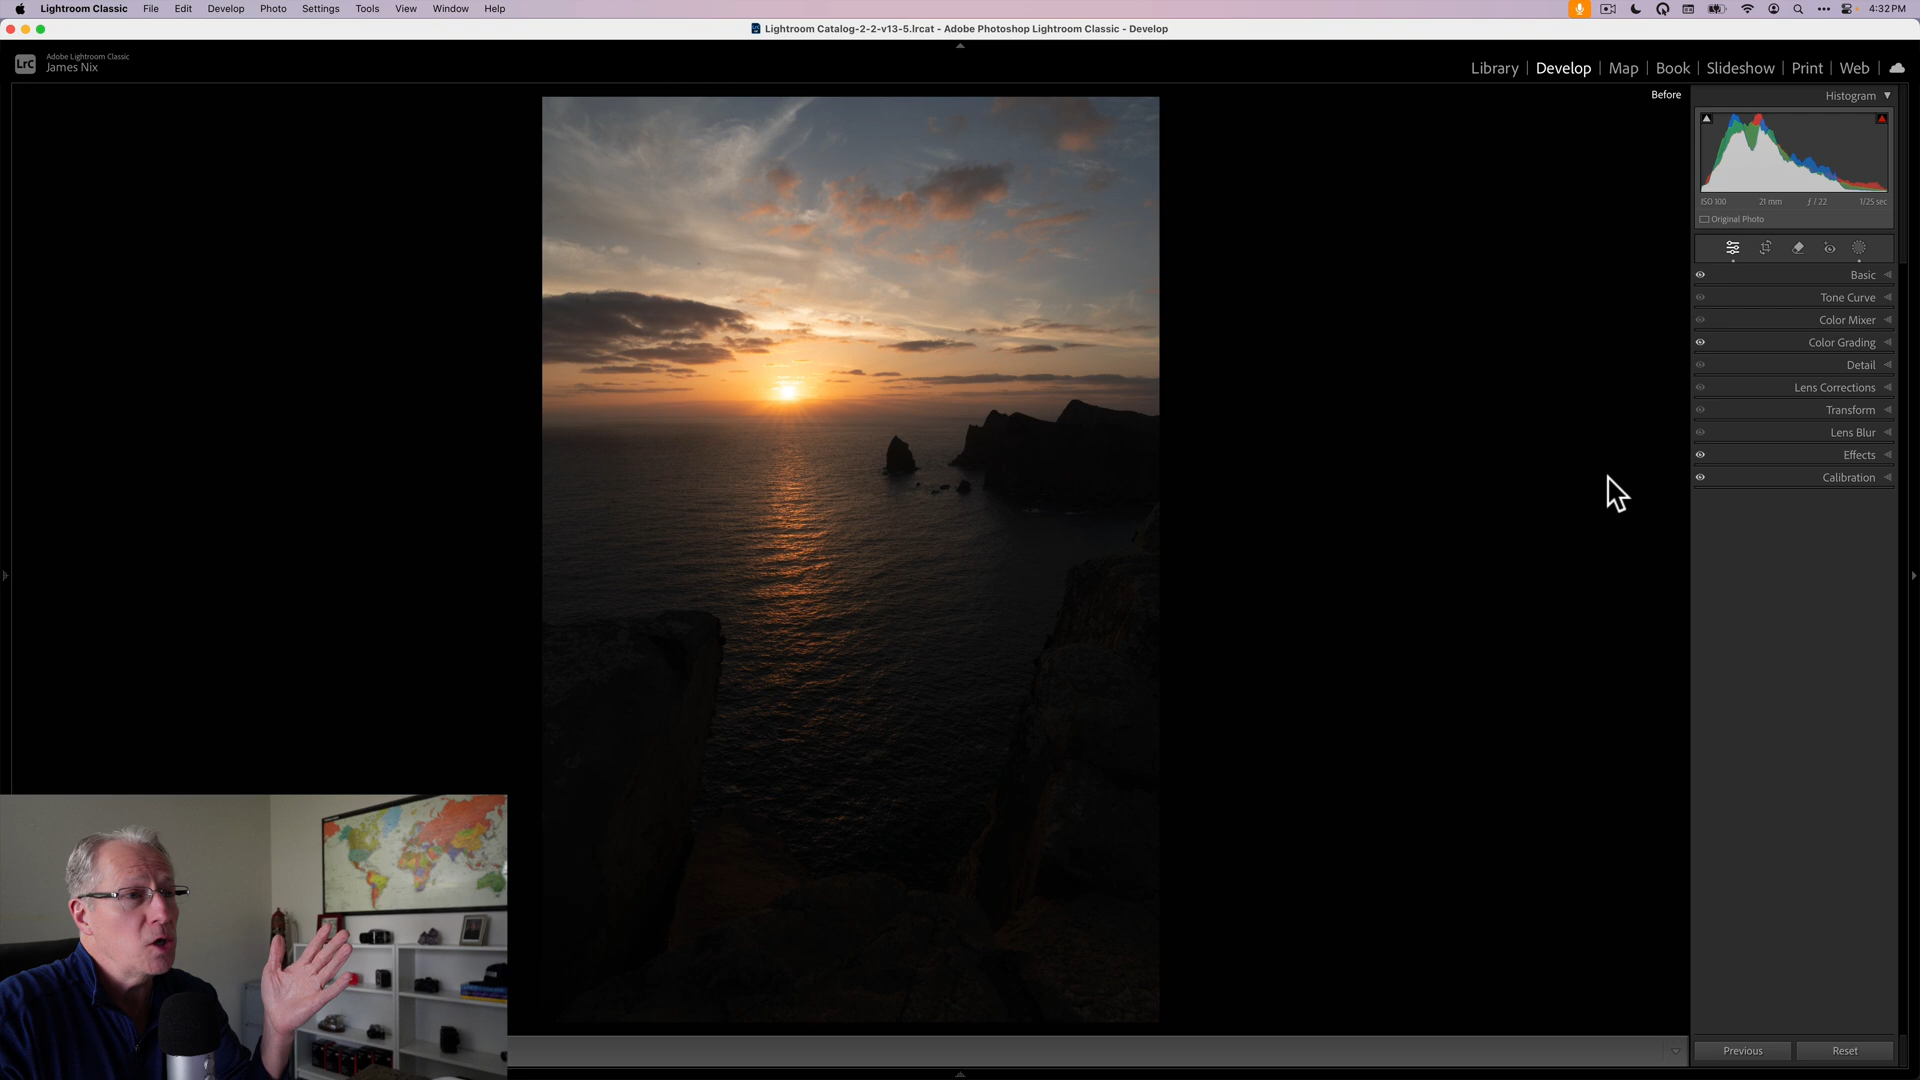 Lightroom Classic File Edit Develop Photo Settings Tools View Window Help 4:32 PM
Lightroom Catalog-2-2-v13-5.lrcat - Adobe Photoshop Lightroom Classic - Develop
LrC
Adobe Lightroom Classic
James Nix
Library | Develop | Map | Book | Slideshow | Print | Web
Before
Histogram
ISO 100 21 mm ƒ / 22 1/25 sec
Original Photo
Basic
Tone Curve
Color Mixer
Color Grading
Detail
Lens Corrections
Transform
Lens Blur
Effects
Calibration
Previous Reset